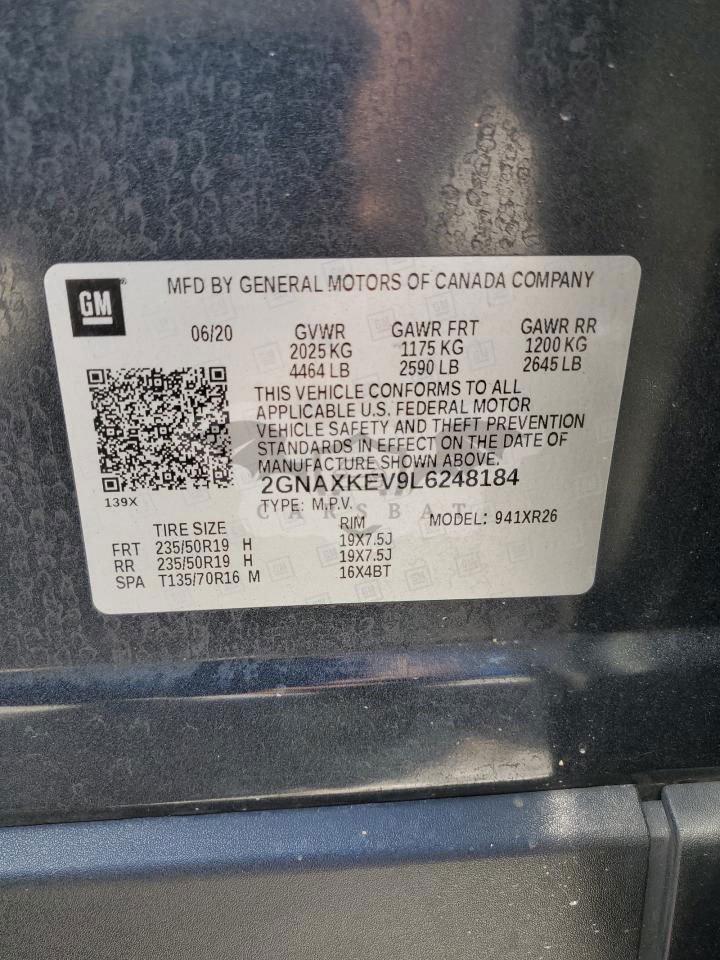 GM
MFD BY GENERAL MOTORS OF CANADA COMPANY
06/20 GVWR GAWR FRT GAWR RR
2025 KG 1175 KG 1200 KG
4464 LB 2590 LB 2645 LB
THIS VEHICLE CONFORMS TO ALL
APPLICABLE U.S. FEDERAL MOTOR
VEHICLE SAFETY AND THEFT PREVENTION
STANDARDS IN EFFECT ON THE DATE OF
MANUFACTURE SHOWN ABOVE.
2GNAXKEV9L6248184
139X
TYPE: M.P.V.
CARSBAT
TIRE SIZE RIM MODEL: 941XR26
FRT 235/50R19 H 19X7.5J
RR 235/50R19 H 19X7.5J
SPA T135/70R16 M 16X4BT